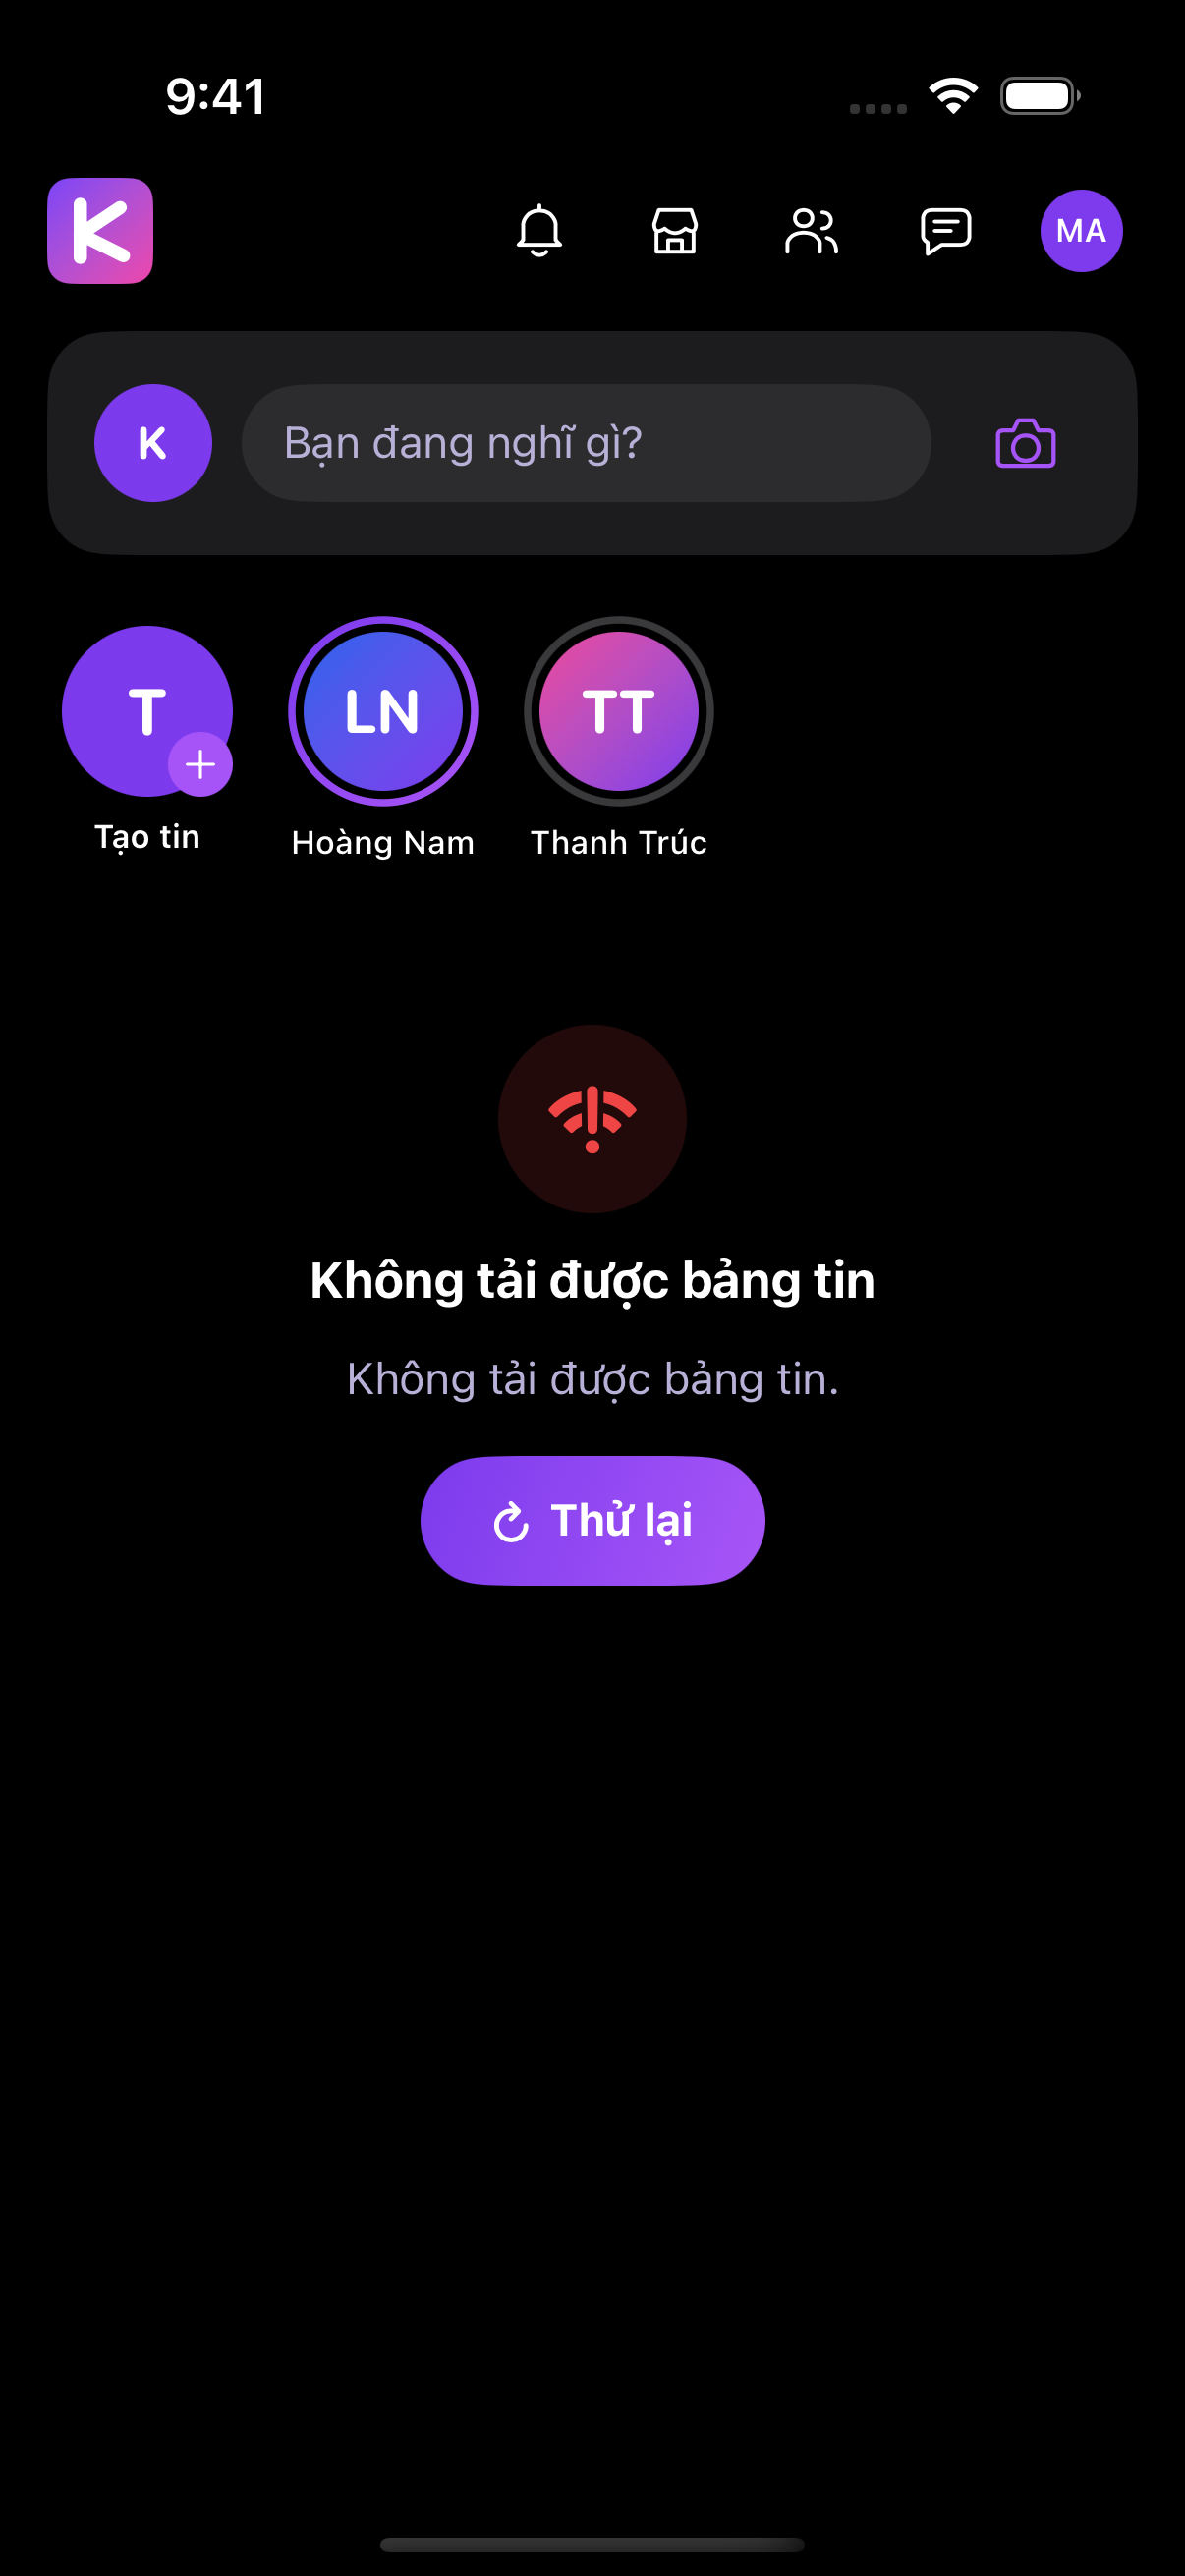 9:41
K
MA
K
Bạn đang nghĩ gì?
T
LN
TT
Tạo tin
Hoàng Nam
Thanh Trúc
Không tải được bảng tin
Không tải được bảng tin.
Thử lại